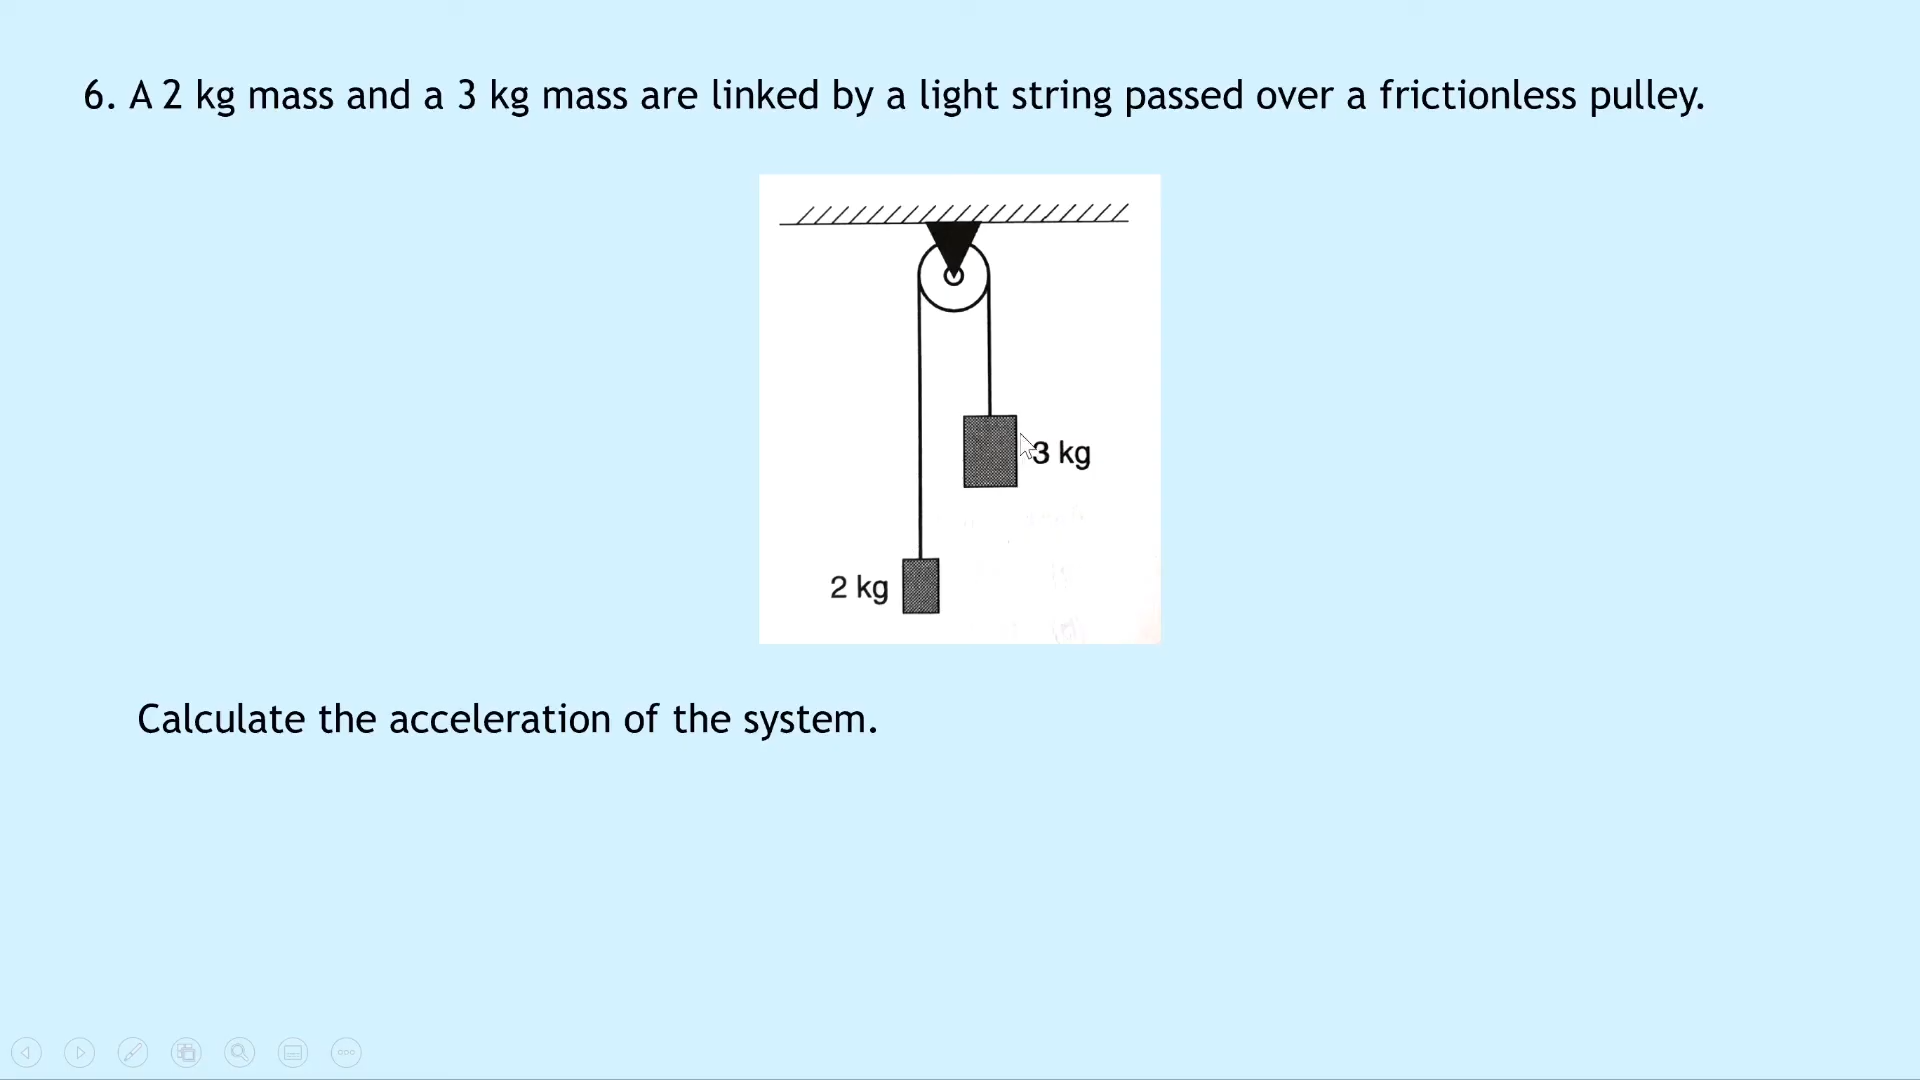 6. A 2 kg mass and a 3 kg mass are linked by a light string passed over a frictionless pulley.
3 kg
2 kg
Calculate the acceleration of the system.